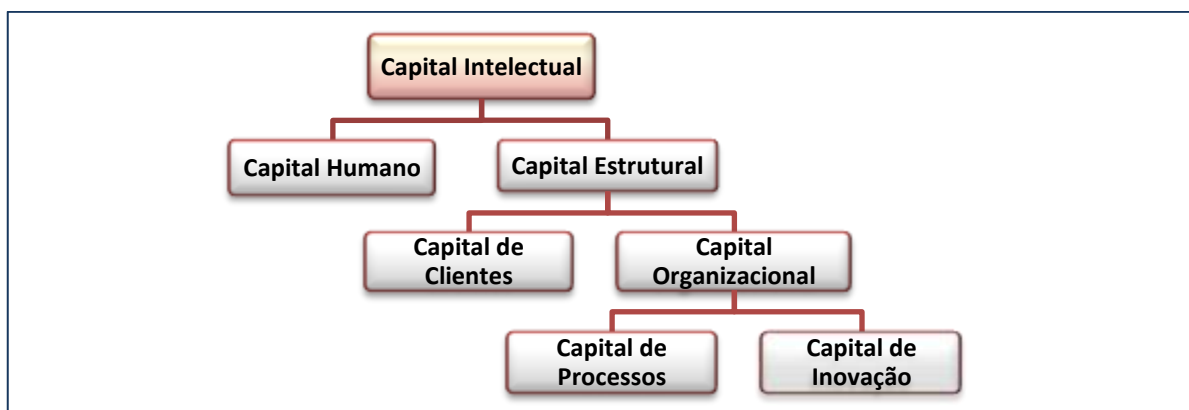 Capital Intelectual
Capital Humano
Capital Estrutural
Capital de
Clientes
Capital
Organizacional
Capital de
Processos
Capital de
Inovação